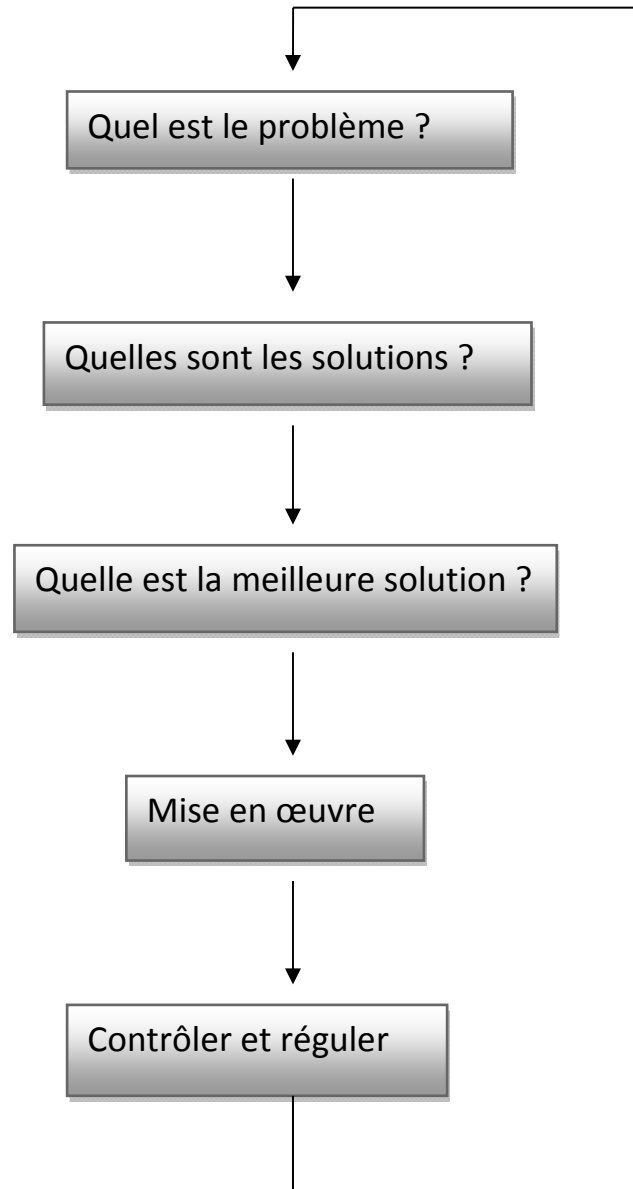 Quel est le problème ?
Quelles sont les solutions ?
Quelle est la meilleure solution ?
Mise en œuvre
Contrôler et réguler